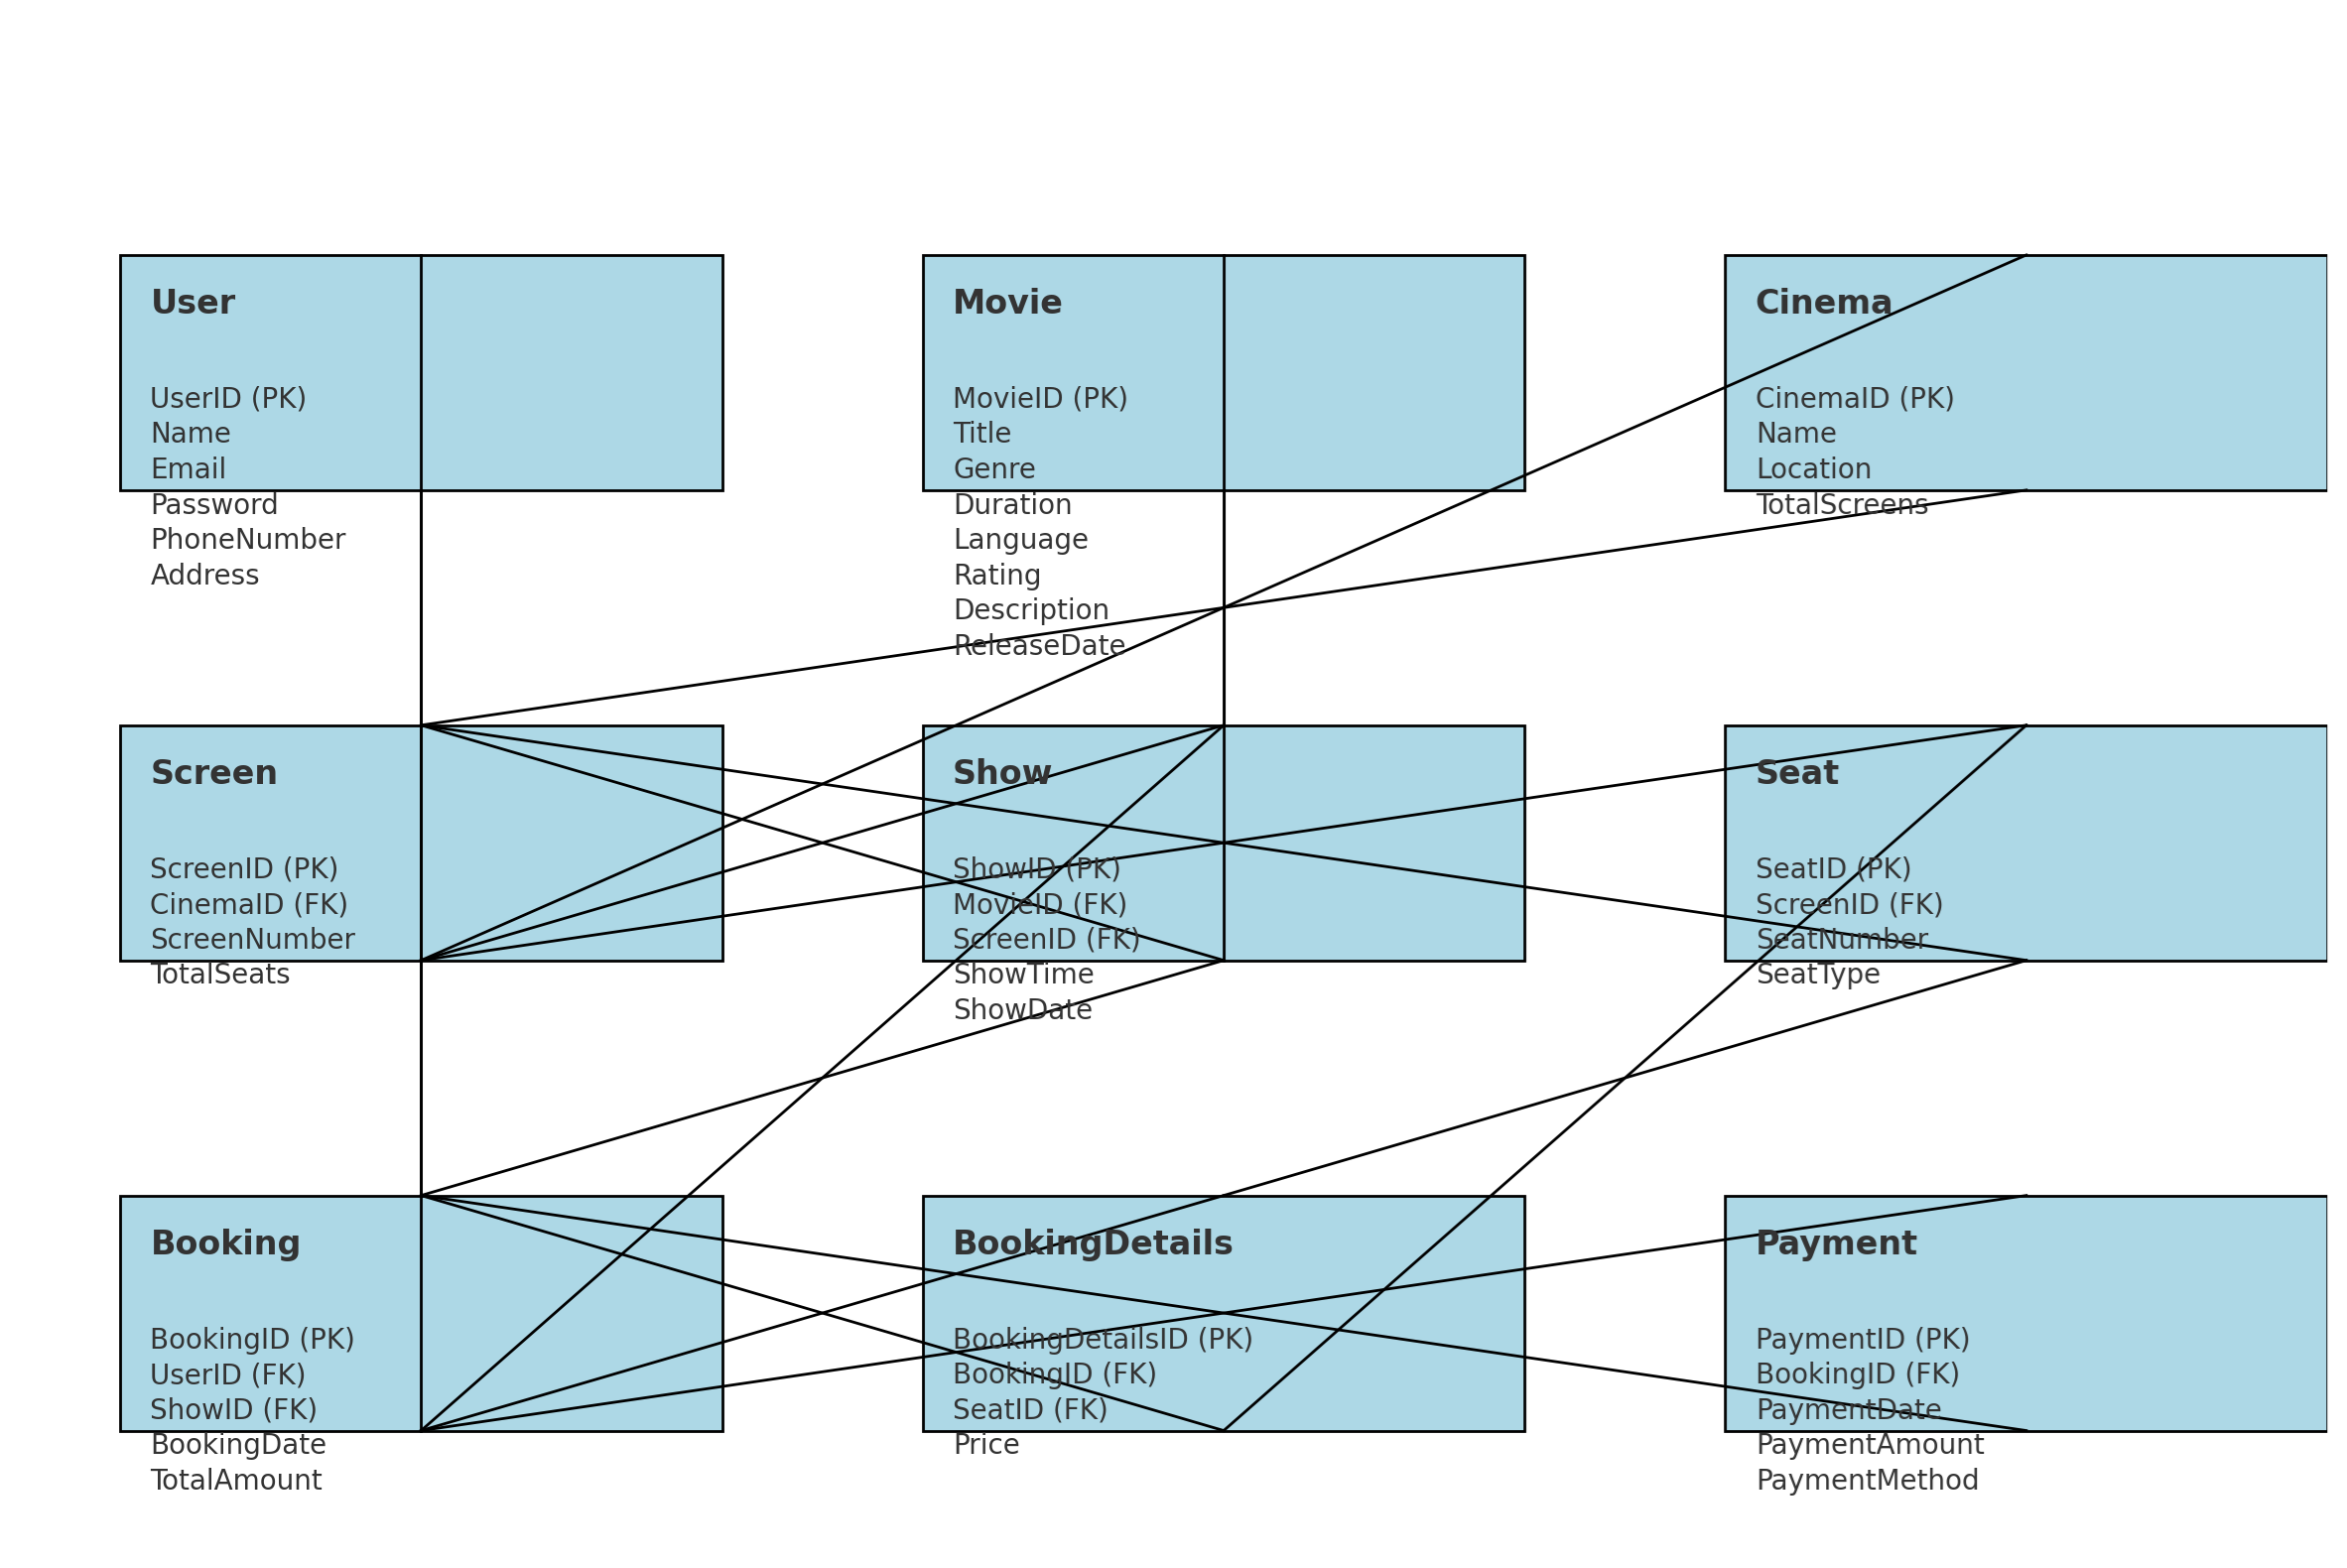 User
UserID (PK)
Name
Email
Password
PhoneNumber
Address
Movie
MovieID (PK)
Title
Genre
Duration
Language
Rating
Description
ReleaseDate
Cinema
CinemaID (PK)
Name
Location
TotalScreens
Screen
ScreenID (PK)
CinemaID (FK)
ScreenNumber
TotalSeats
Show
ShowID (PK)
MovieID (FK)
ScreenID (FK)
ShowTime
ShowDate
Seat
SeatID (PK)
ScreenID (FK)
SeatNumber
SeatType
Booking
BookingID (PK)
UserID (FK)
ShowID (FK)
BookingDate
TotalAmount
BookingDetails
BookingDetailsID (PK)
BookingID (FK)
SeatID (FK)
Price
Payment
PaymentID (PK)
BookingID (FK)
PaymentDate
PaymentAmount
PaymentMethod